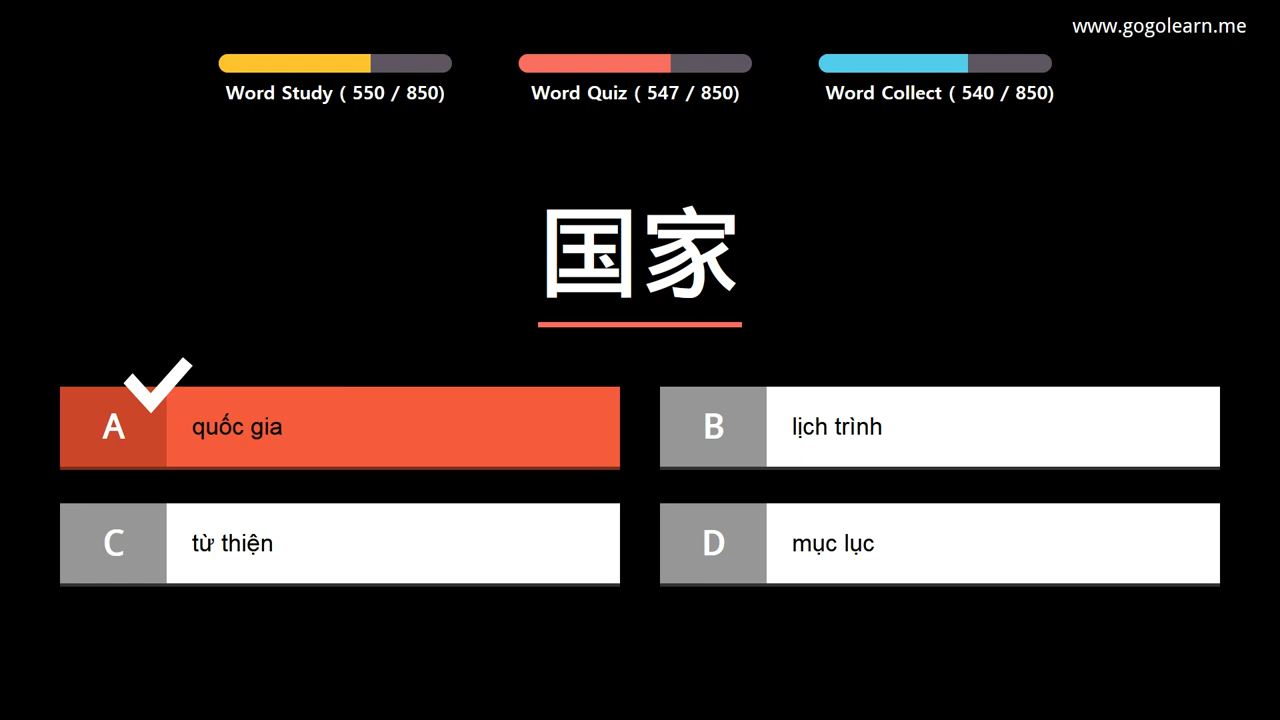 www.gogolearn.me
Word Study ( 550 / 850)
Word Quiz ( 547 / 850)
Word Collect ( 540 / 850)
国家
A quốc gia
B lịch trình
C từ thiện
D mục lục